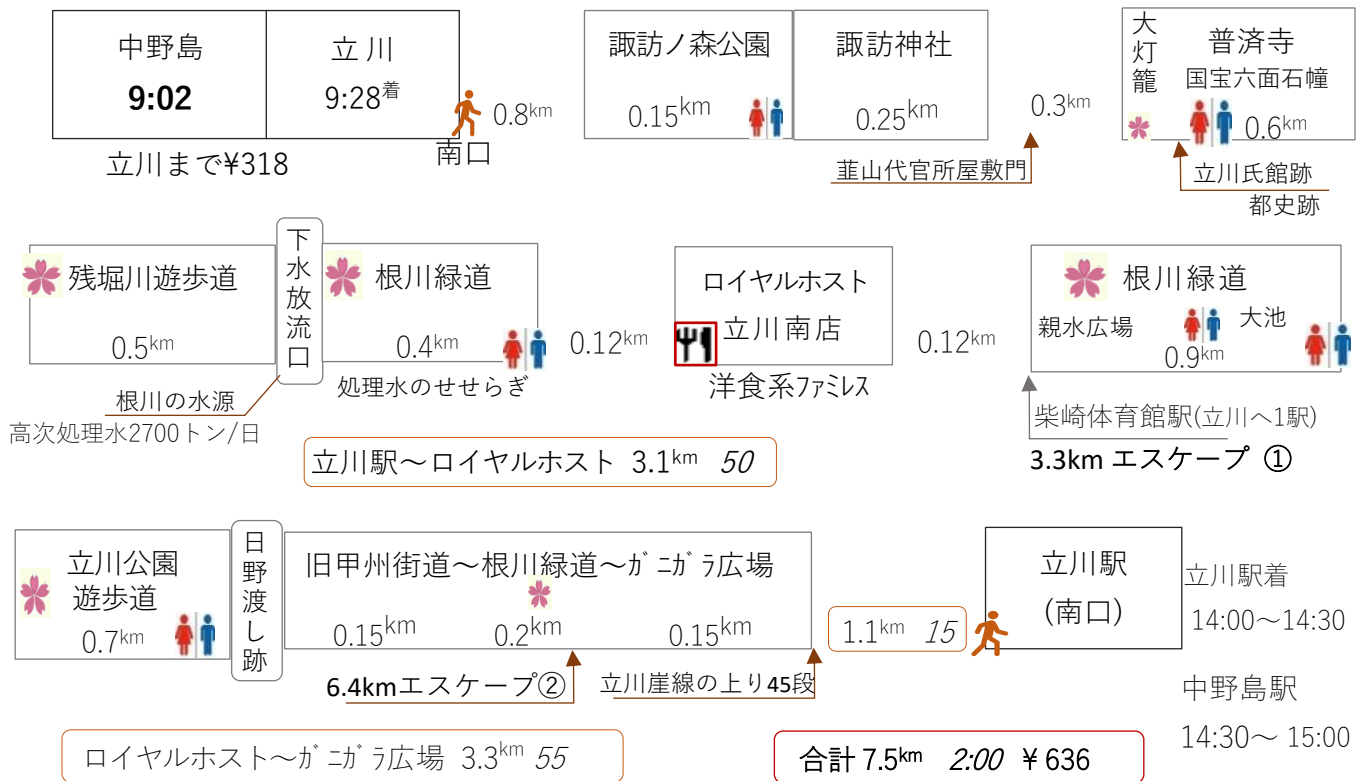 中野島
9:02
立川
9:28着
南口
立川まで¥318
0.8km
諏訪ノ森公園
0.15km
諏訪神社
0.25km
0.3km
韮山代官所屋敷門
大灯籠
普済寺
国宝六面石幢
0.6km
立川氏館跡
都史跡
残堀川遊歩道
0.5km
下水放流口
根川の水源
高次処理水2700トン/日
根川緑道
0.4km
処理水のせせらぎ
0.12km
ロイヤルホスト
立川南店
洋食系ﾌｧﾐﾚｽ
0.12km
根川緑道
親水広場
大池
0.9km
柴崎体育館駅(立川へ1駅)
3.3km エスケープ ①
立川駅～ロイヤルホスト 3.1km 50
立川公園
遊歩道
0.7km
日野渡し跡
旧甲州街道～根川緑道～ｶﾞﾆｶﾞﾗ広場
0.15km
0.2km
0.15km
6.4kmエスケープ②
立川崖線の上り45段
1.1km 15
立川駅
(南口)
立川駅着
14:00～14:30
中野島駅
14:30～15:00
ロイヤルホスト～ｶﾞﾆｶﾞﾗ広場 3.3km 55
合計 7.5km 2:00 ¥636